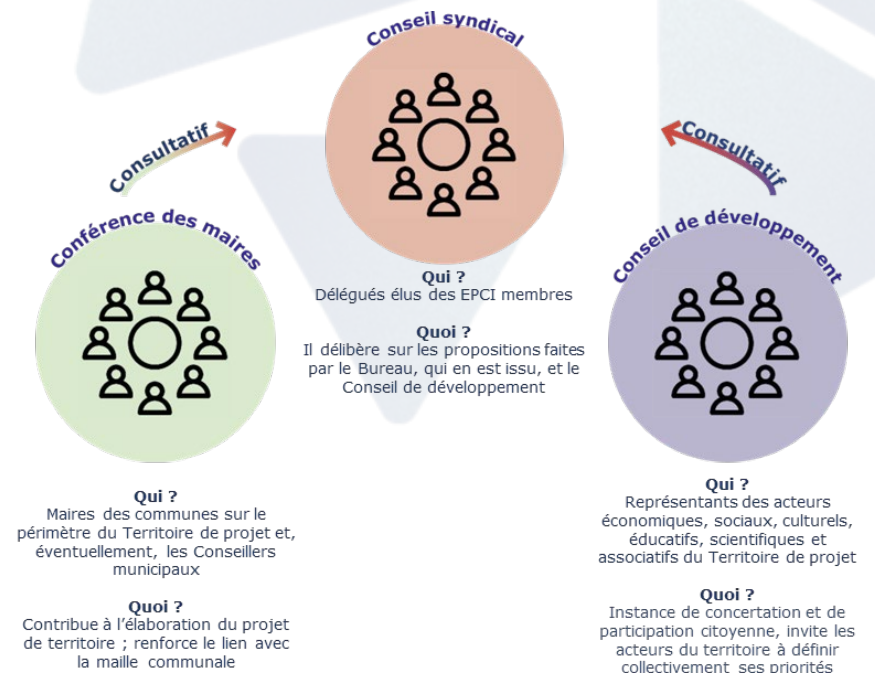 Conseil syndical
Consultatif
Consultatif
Conférence des maires
Conseil de développement
Qui ?
Délégués élus des EPCI membres
Quoi ?
Il délibère sur les propositions faites
par le Bureau, qui en est issu, et le
Conseil de développement
Qui ?
Maires des communes sur le
périmètre du Territoire de projet et,
éventuellement, les Conseillers
municipaux
Quoi ?
Contribue à l’élaboration du projet
de territoire ; renforce le lien avec
la maille communale
Qui ?
Représentants des acteurs
économiques, sociaux, culturels,
éducatifs, scientifiques et
associatifs du Territoire de projet
Quoi ?
Instance de concertation et de
participation citoyenne, invite les
acteurs du territoire à définir
collectivement ses priorités